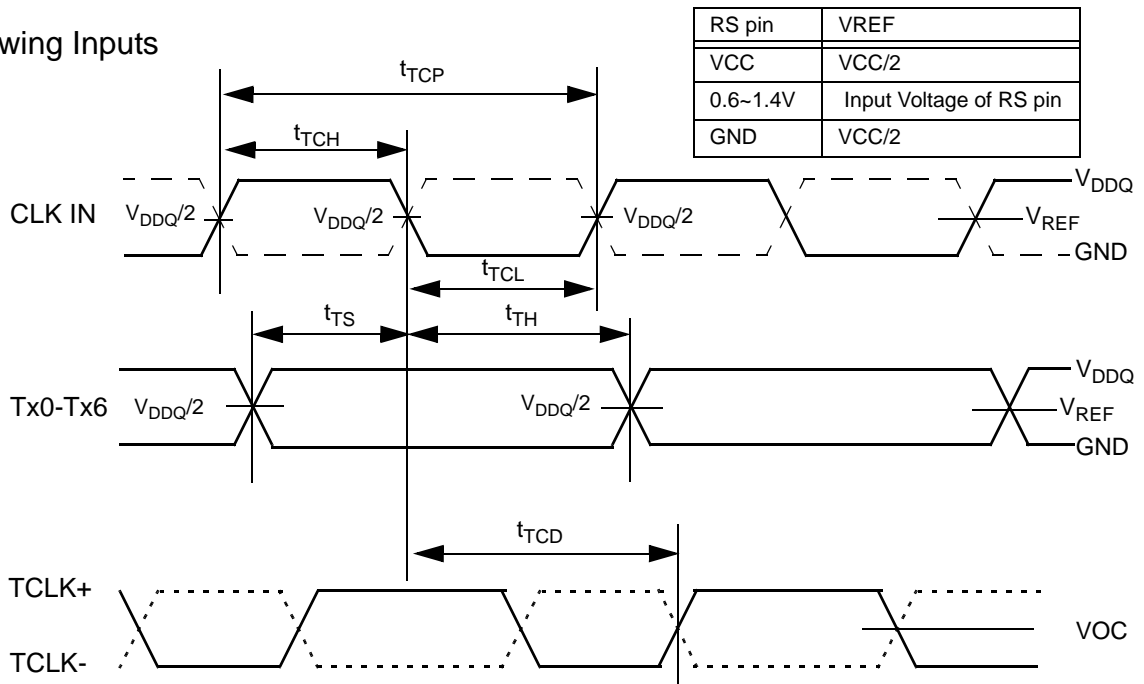 wing Inputs
RS pin VREF
VCC VCC/2
0.6~1.4V Input Voltage of RS pin
GND VCC/2
tTCP
tTCH
CLK IN VDDQ/2 VDDQ/2 VDDQ/2 VDDQ
VREF
GND
tTCL
tTS tTH
Tx0-Tx6 VDDQ/2 VDDQ/2 VDDQ
VREF
GND
tTCD
TCLK+
VOC
TCLK-